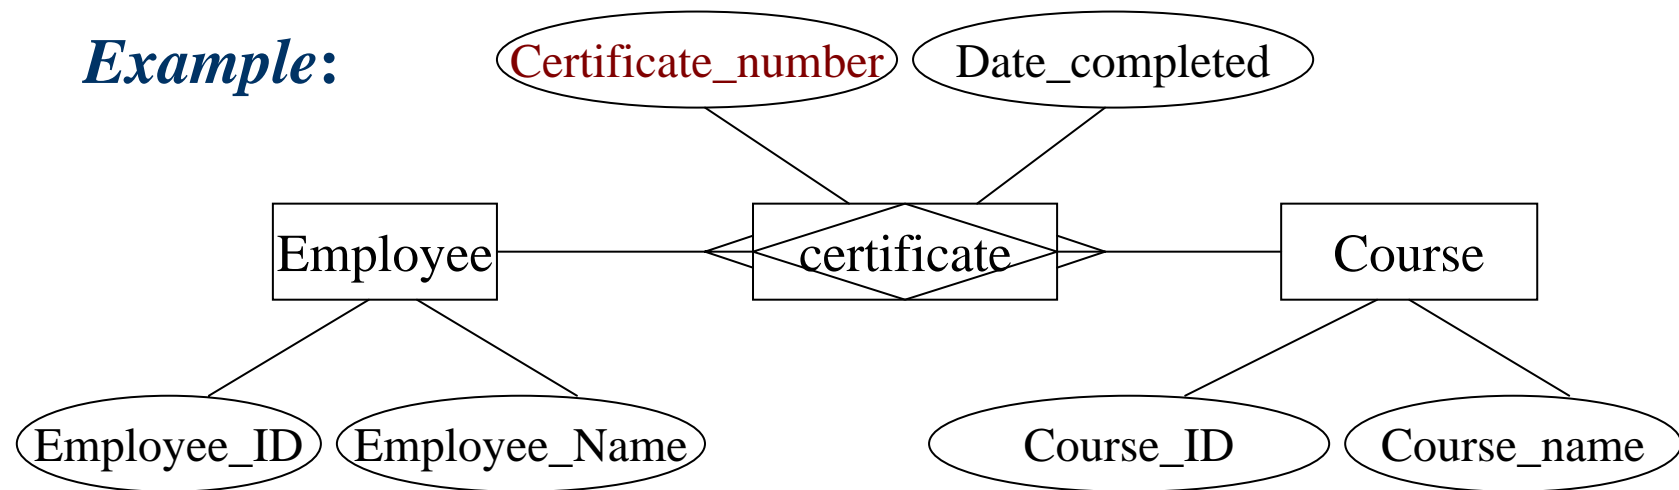 Example:
Certificate_number
Date_completed
Employee
certificate
Course
Employee_ID
Employee_Name
Course_ID
Course_name